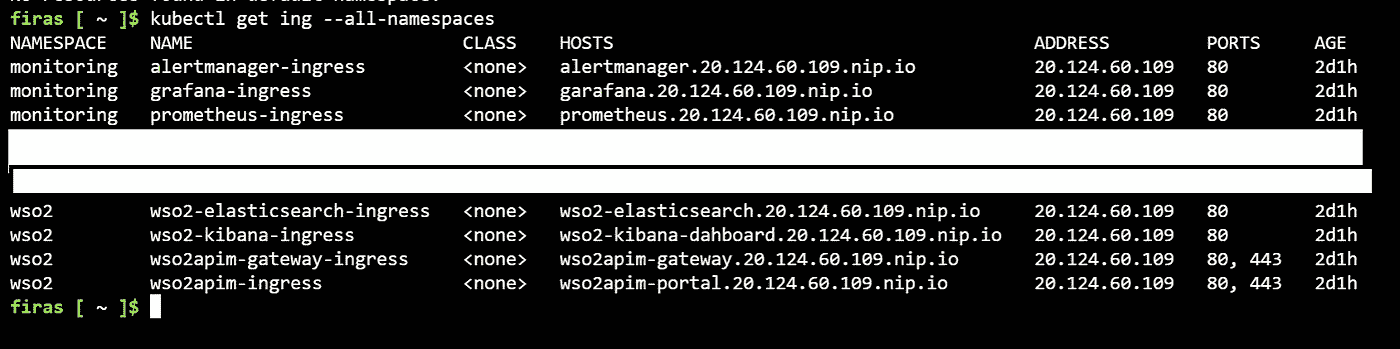 No resources found in default namespace.
firas [ ~ ]$ kubectl get ing --all-namespaces
NAMESPACE NAME CLASS HOSTS ADDRESS PORTS AGE
monitoring alertmanager-ingress <none> alertmanager.20.124.60.109.nip.io 20.124.60.109 80 2d1h
monitoring grafana-ingress <none> garafana.20.124.60.109.nip.io 20.124.60.109 80 2d1h
monitoring prometheus-ingress <none> prometheus.20.124.60.109.nip.io 20.124.60.109 80 2d1h
wso2 wso2-elasticsearch-ingress <none> wso2-elasticsearch.20.124.60.109.nip.io 20.124.60.109 80 2d1h
wso2 wso2-kibana-ingress <none> wso2-kibana-dahboard.20.124.60.109.nip.io 20.124.60.109 80 2d1h
wso2 wso2apim-gateway-ingress <none> wso2apim-gateway.20.124.60.109.nip.io 20.124.60.109 80, 443 2d1h
wso2 wso2apim-ingress <none> wso2apim-portal.20.124.60.109.nip.io 20.124.60.109 80, 443 2d1h
firas [ ~ ]$